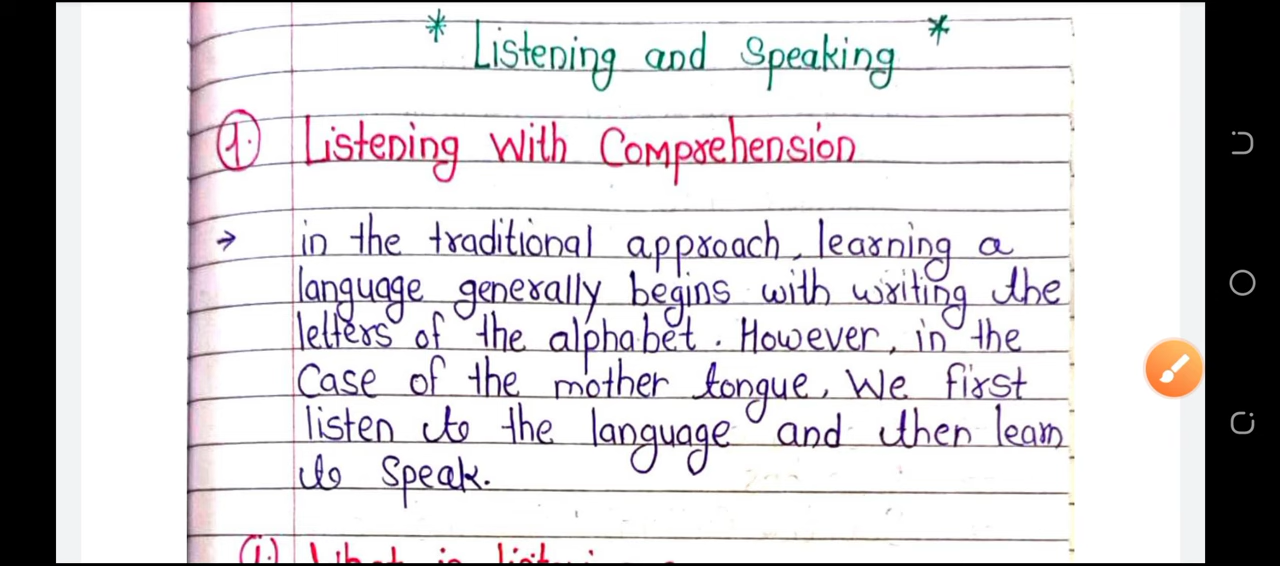 * Listening and Speaking *
1. Listening With Comprehension
→ in the traditional approach, learning a
language generally begins with writing the
letters of the alphabet. However, in the
Case of the mother tongue, We first
listen to the language and then learn
to Speak.
(i.) What is